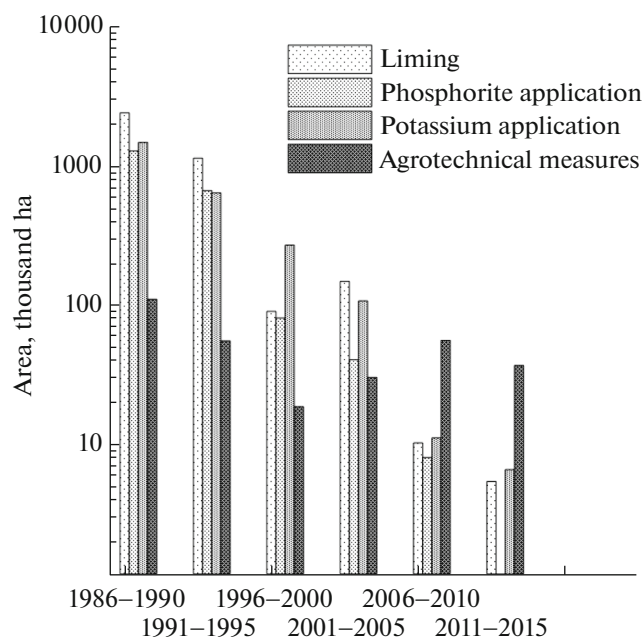 10000
1000
100
10
Area, thousand ha
Liming
Phosphorite application
Potassium application
Agrotechnical measures
1986–1990 1996–2000 2006–2010
1991–1995 2001–2005 2011–2015